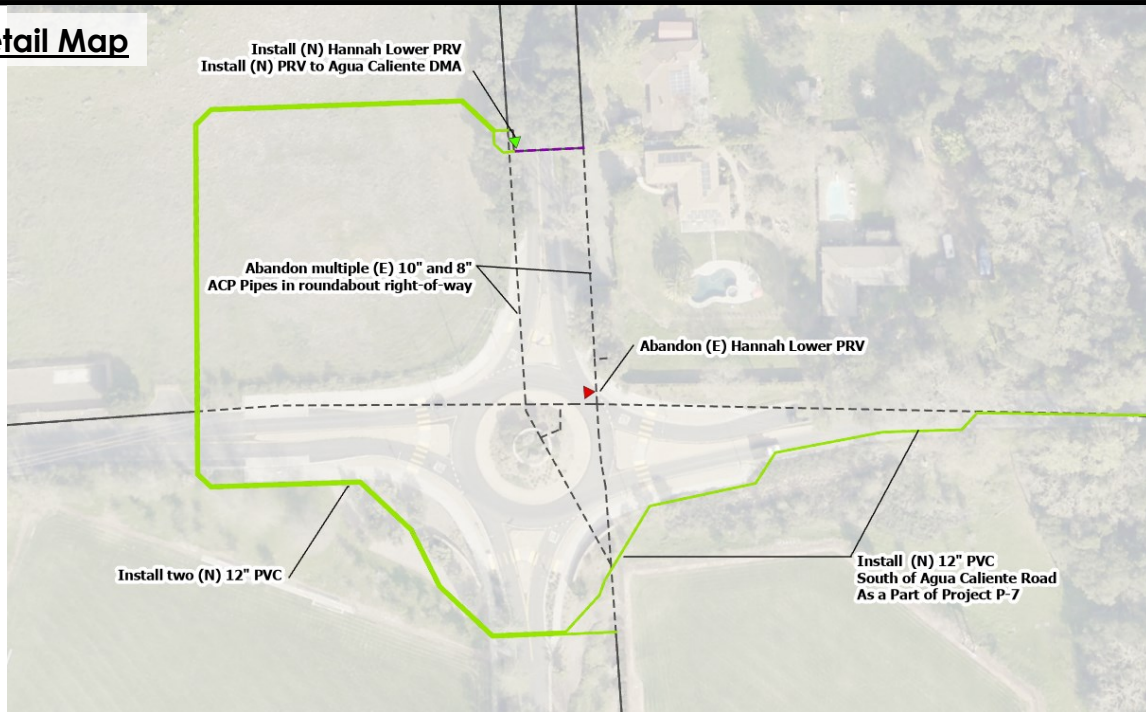 Map
Install (N) Hannah Lower PRV
Install (N) PRV to Agua Caliente DMA
Abandon multiple (E) 10" and 8"
ACP Pipes in roundabout right-of-way
Abandon (E) Hannah Lower PRV
Install two (N) 12" PVC
Install (N) 12" PVC
South of Agua Caliente Road
As a Part of Project P-7